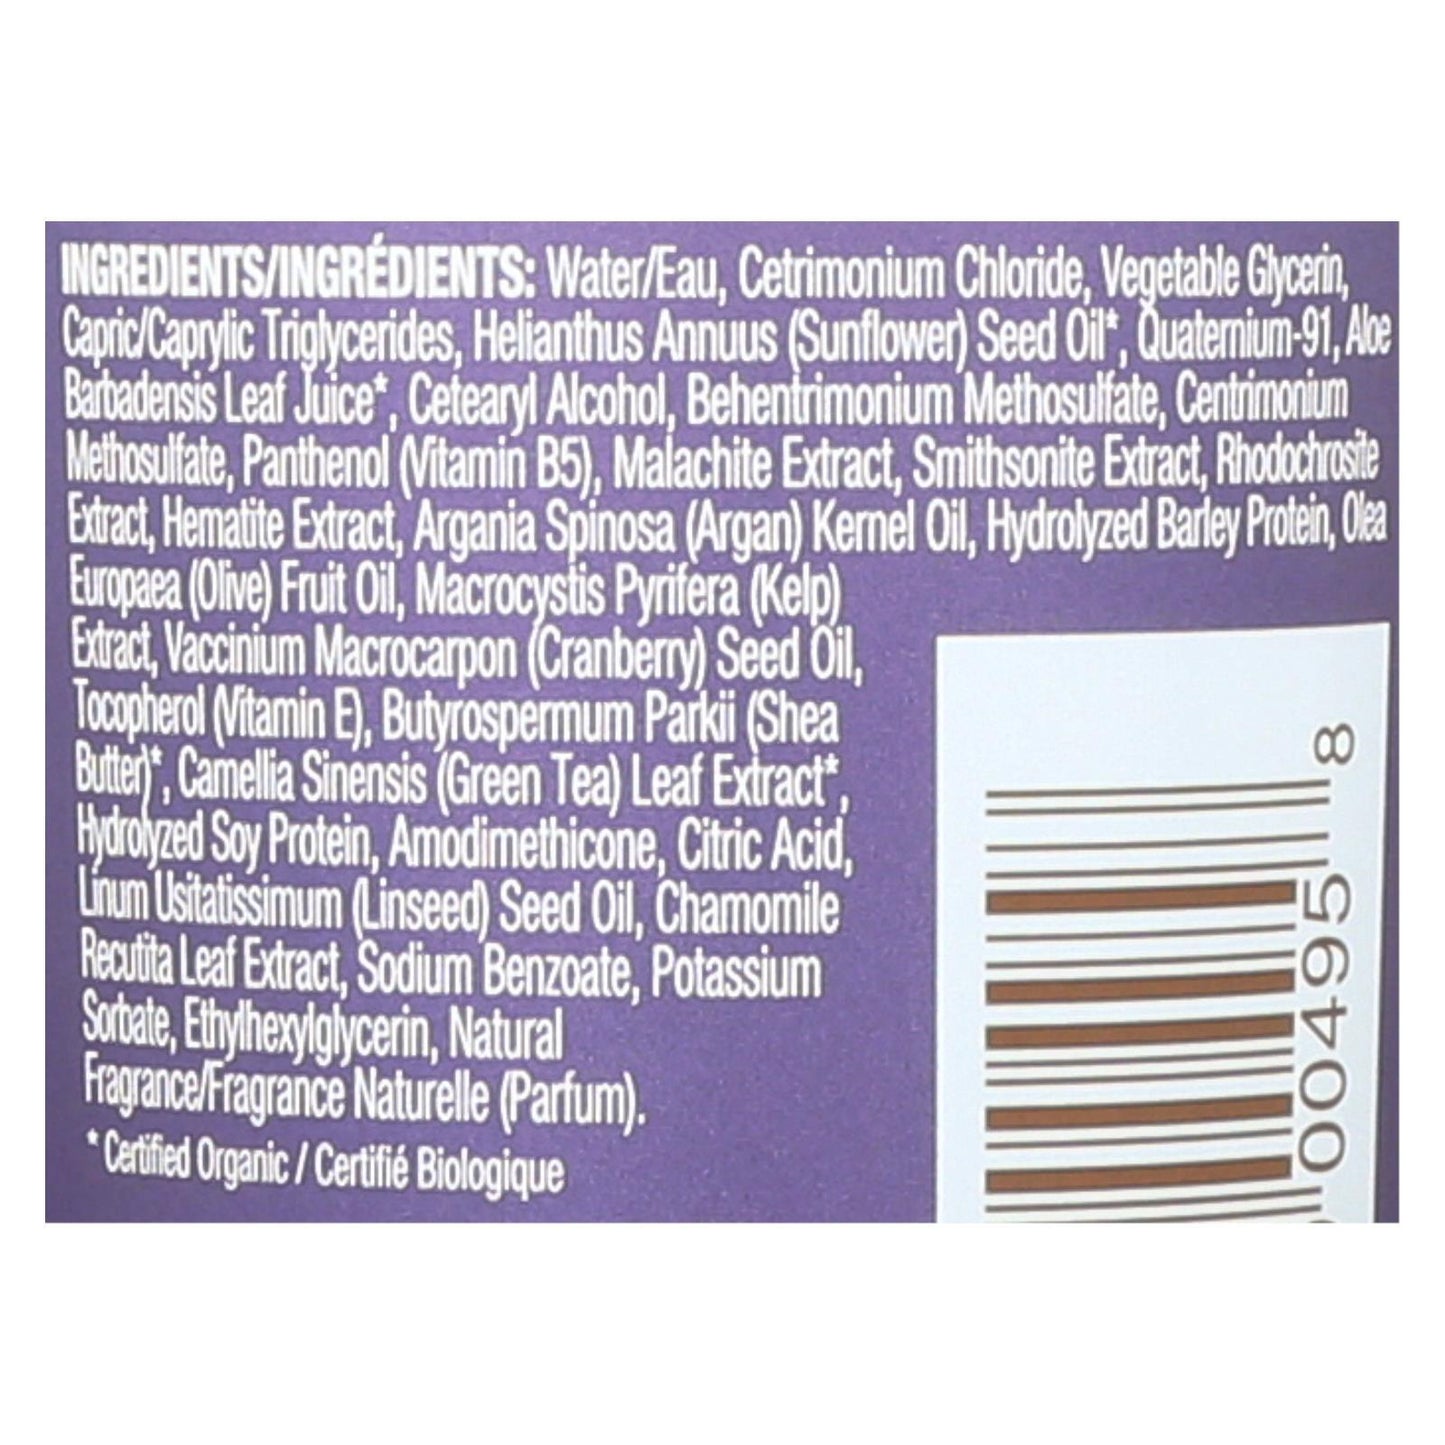 INGREDIENTS/INGRÉDIENTS: Water/Eau, Cetrimonium Chloride, Vegetable Glycerin,
Capric/Caprylic Triglycerides, Helianthus Annuus (Sunflower) Seed Oil*, Quaternium-91, Aloe
Barbadensis Leaf Juice*, Cetearyl Alcohol, Behentrimonium Methosulfate, Centrimonium
Methosulfate, Panthenol (Vitamin B5), Malachite Extract, Smithsonite Extract, Rhodochrosite
Extract, Hematite Extract, Argania Spinosa (Argan) Kernel Oil, Hydrolyzed Barley Protein, Olea
Europaea (Olive) Fruit Oil, Macrocystis Pyrifera (Kelp)
Extract, Vaccinium Macrocarpon (Cranberry) Seed Oil,
Tocopherol (Vitamin E), Butyrospermum Parkii (Shea
Butter)*, Camellia Sinensis (Green Tea) Leaf Extract*,
Hydrolyzed Soy Protein, Amodimethicone, Citric Acid,
Linum Usitatissimum (Linseed) Seed Oil, Chamomile
Recutita Leaf Extract, Sodium Benzoate, Potassium
Sorbate, Ethylhexylglycerin, Natural
Fragrance/Fragrance Naturelle (Parfum).
* Certified Organic / Certifié Biologique
00495 8